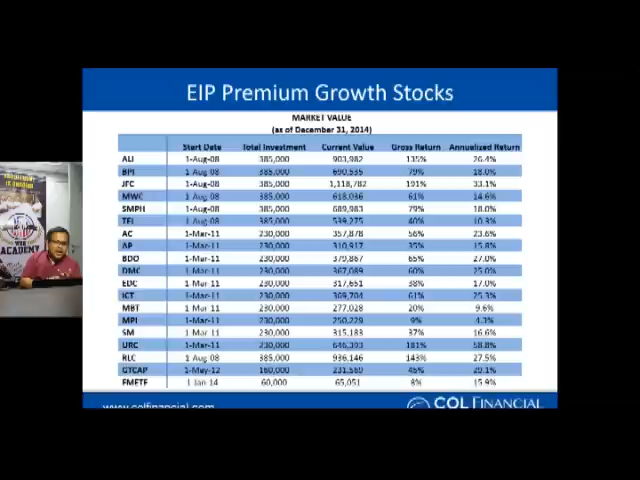 EIP Premium Growth Stocks
MARKET VALUE
(as of December 31, 2014)
Start Date Total Investment Current Value Gross Return Annualized Return
ALI 1-Aug-08 385,000 903,982 135% 26.4%
BPI 1-Aug-08 385,000 690,535 79% 18.0%
JFC 1-Aug-08 385,000 1,118,782 191% 33.1%
MWC 1-Aug-08 385,000 618,036 61% 14.6%
SMPH 1-Aug-08 385,000 689,983 79% 18.0%
TEL 1-Aug-08 385,000 539,275 40% 10.3%
AC 1-Mar-11 230,000 357,878 56% 23.6%
AP 1-Mar-11 230,000 310,917 35% 15.8%
BDO 1-Mar-11 230,000 379,867 65% 27.0%
DMC 1-Mar-11 230,000 367,089 60% 25.0%
EDC 1-Mar-11 230,000 317,651 38% 17.0%
ICT 1-Mar-11 230,000 369,704 61% 25.3%
MBT 1-Mar-11 230,000 277,028 20% 9.6%
MPI 1-Mar-11 230,000 250,229 9% 4.3%
SM 1-Mar-11 230,000 315,183 37% 16.6%
URC 1-Mar-11 230,000 646,393 181% 58.8%
RLC 1-Aug-08 385,000 936,146 143% 27.5%
GTCAP 1-May-12 160,000 231,569 45% 29.1%
FMETF 1-Jan-14 60,000 65,051 8% 15.9%
www.colfinancial.com
COL FINANCIAL
ACADEMY